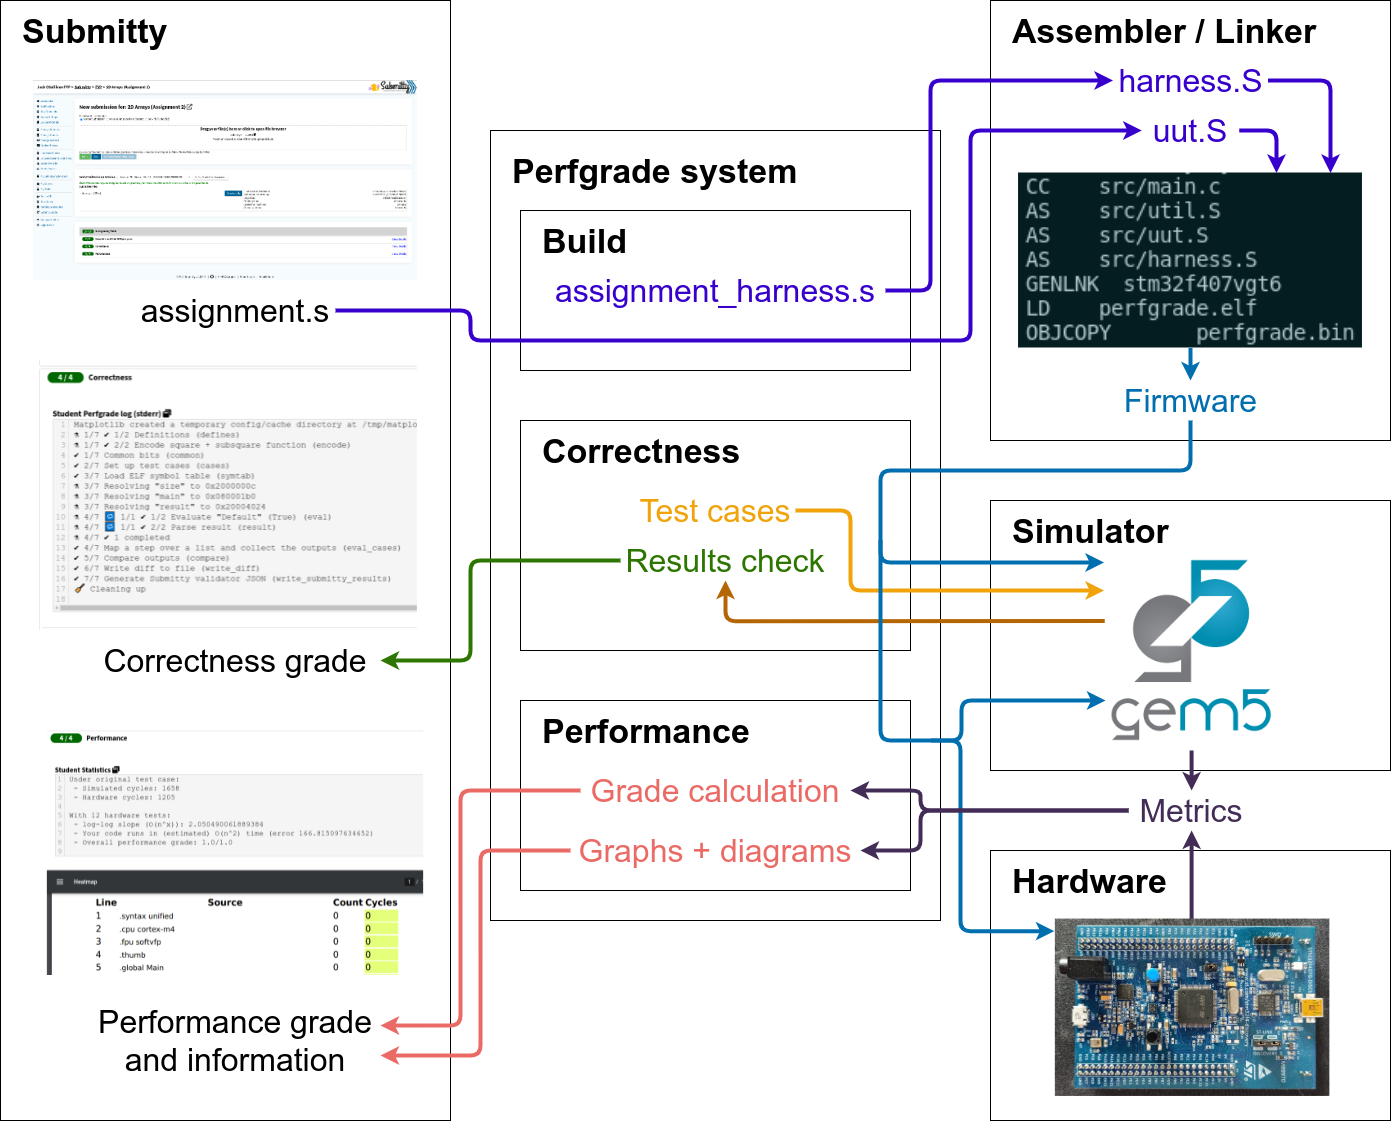 Submitty
New submission for: 2D Arrays (Assignment 2)
assignment.s
4 / 4 Correctness
Student Perfgrade log (stderr)
1 Matplotlib created a temporary config/cache directory at /tmp/matplo
2 1/7 ✔ 1/2 Definitions (defines)
3 1/7 ✔ 2/2 Encode square + subsquare function (encode)
4 ✔ 1/7 Common bits (common)
5 ✔ 2/7 Set up test cases (cases)
6 ✔ 3/7 Load ELF symbol table (symtab)
7 3/7 Resolving "size" to 0x2000000c
8 3/7 Resolving "main" to 0x080001b0
9 3/7 Resolving "result" to 0x20004024
10 4/7 1/1 ✔ 1/2 Evaluate "Default" (True) (eval)
11 4/7 1/1 ✔ 2/2 Parse result (result)
12 4/7 ✔ 1 completed
13 ✔ 4/7 Map a step over a list and collect the outputs (eval_cases)
14 ✔ 5/7 Compare outputs (compare)
15 ✔ 6/7 Write diff to file (write_diff)
16 ✔ 7/7 Generate Submitty validator JSON (write_submitty_results)
17 Cleaning up
18
Correctness grade
4 / 4 Performance
Student Statistics
1 Under original test case:
2 - Simulated cycles: 1658
3 - Hardware cycles: 1205
4
5 With 12 hardware tests:
6 - log-log slope (O(n^x)): 2.050490061889384
7 - Your code runs in (estimated) O(n^2) time (error 166.815097634652)
8 - Overall performance grade: 1.0/1.0
9
Heatmap 1 /
Line Source Count Cycles
1 .syntax unified 0 0
2 .cpu cortex-m4 0 0
3 .fpu softvfp 0 0
4 .thumb 0 0
5 .global Main 0 0
Performance grade
and information
Perfgrade system
Build
assignment_harness.s
Correctness
Test cases
Results check
Performance
Grade calculation
Graphs + diagrams
Assembler / Linker
harness.S
uut.S
CC src/main.c
AS src/util.S
AS src/uut.S
AS src/harness.S
GENLNK stm32f407vgt6
LD perfgrade.elf
OBJCOPY perfgrade.bin
Firmware
Simulator
gem5
Metrics
Hardware